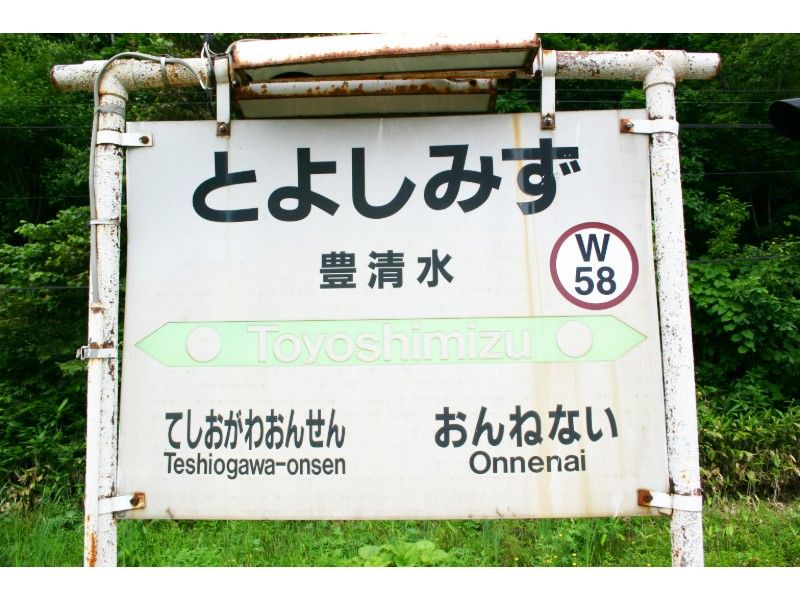 とよしみず
豊清水
W
58
Toyoshimizu
てしおがわおんせん
Teshiogawa-onsen
おんねない
Onnenai